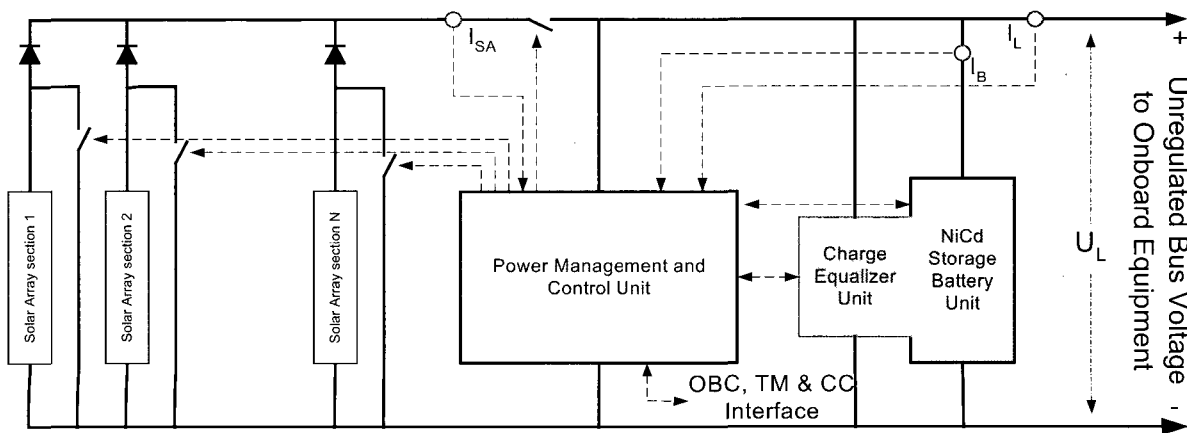 I_SA
I_L
I_B
+
Unregulated Bus Voltage
to Onboard Equipment
-
U_L
Solar Array section 1
Solar Array section 2
Solar Array section N
Power Management and
Control Unit
Charge
Equalizer
Unit
NiCd
Storage
Battery
Unit
OBC, TM & CC
Interface